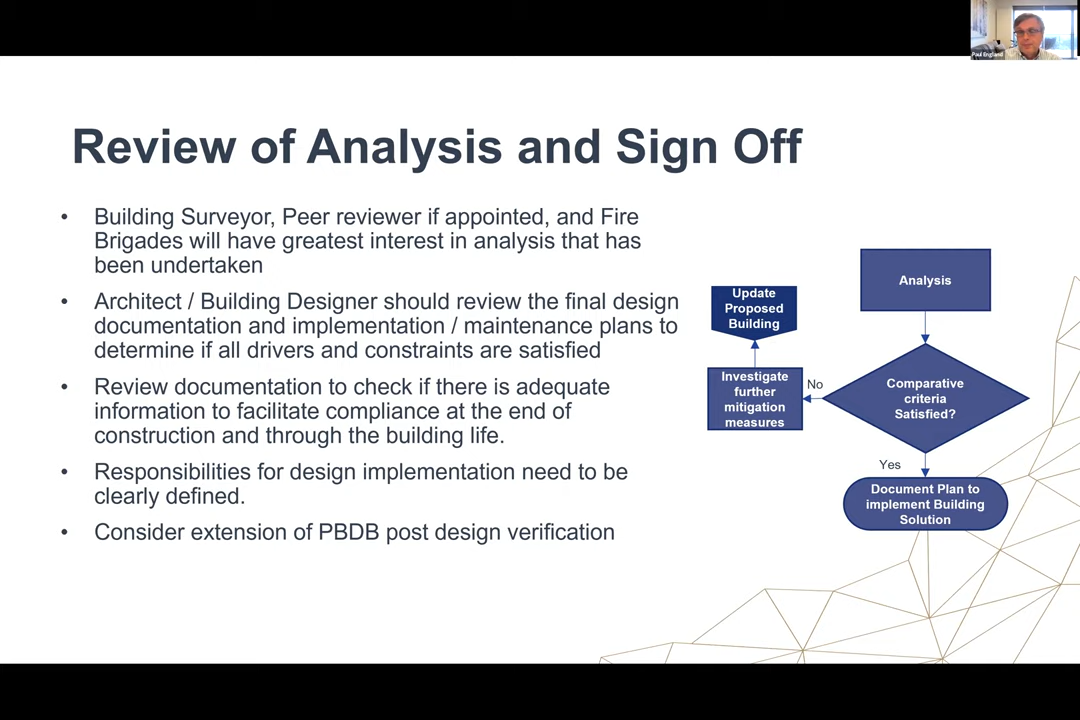 Paul England
Review of Analysis and Sign Off
• Building Surveyor, Peer reviewer if appointed, and Fire
Brigades will have greatest interest in analysis that has
been undertaken
• Architect / Building Designer should review the final design
documentation and implementation / maintenance plans to
determine if all drivers and constraints are satisfied
• Review documentation to check if there is adequate
information to facilitate compliance at the end of
construction and through the building life.
• Responsibilities for design implementation need to be
clearly defined.
• Consider extension of PBDB post design verification
Analysis
Comparative
criteria
Satisfied?
No
Investigate
further
mitigation
measures
Update
Proposed
Building
Yes
Document Plan to
implement Building
Solution